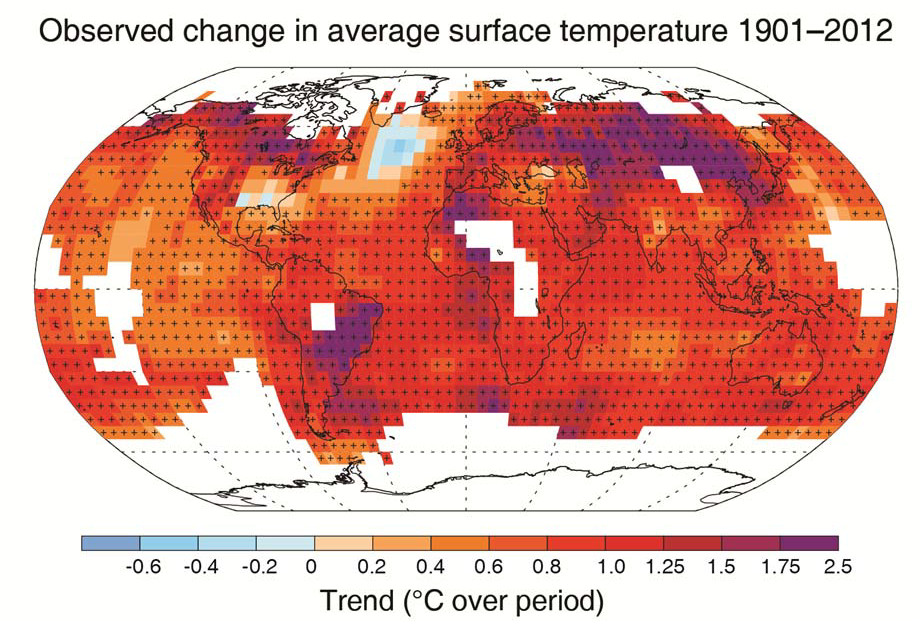 Observed change in average surface temperature 1901–2012
-0.6 -0.4 -0.2 0 0.2 0.4 0.6 0.8 1.0 1.25 1.5 1.75 2.5
Trend (°C over period)